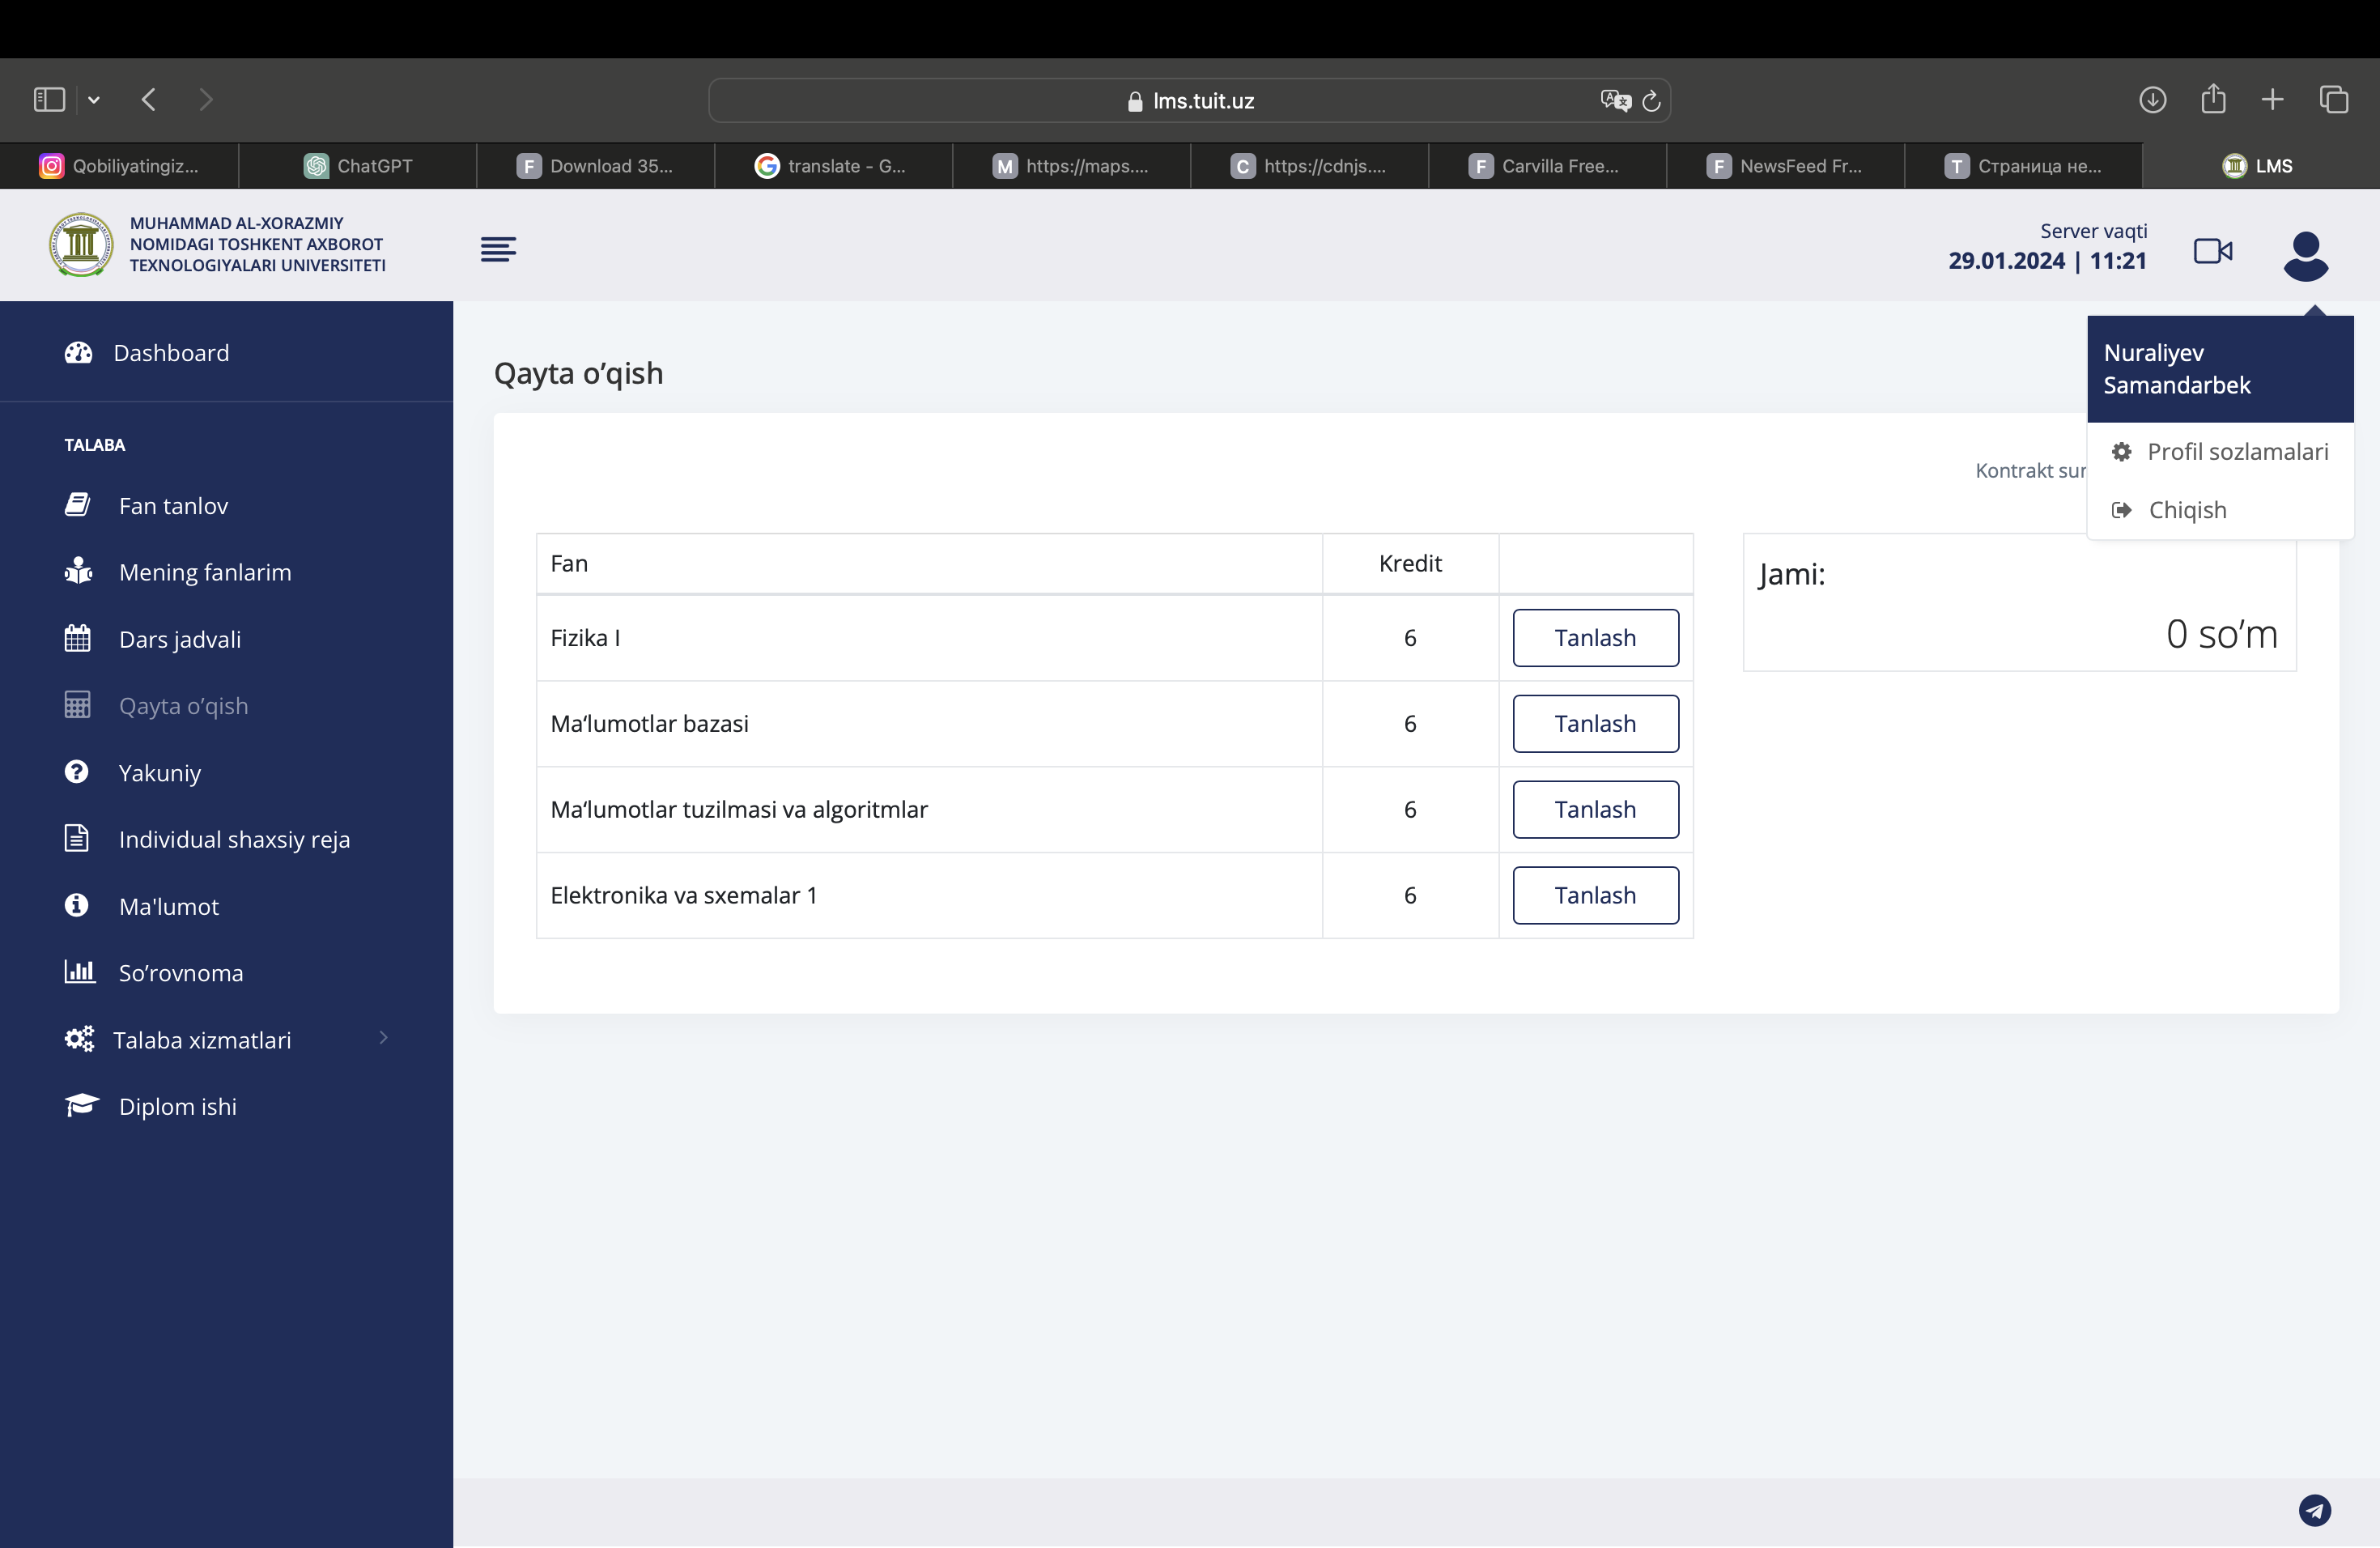 lms.tuit.uz
Qobiliyatingiz...
ChatGPT
Download 35...
translate - G...
https://maps....
https://cdnjs....
Carvilla Free...
NewsFeed Fr...
Страница не...
LMS
MUHAMMAD AL-XORAZMIY
NOMIDAGI TOSHKENT AXBOROT
TEXNOLOGIYALARI UNIVERSITETI
Server vaqti
29.01.2024 | 11:21
Nuraliyev
Samandarbek
Profil sozlamalari
Chiqish
Dashboard
TALABA
Fan tanlov
Mening fanlarim
Dars jadvali
Qayta o’qish
Yakuniy
Individual shaxsiy reja
Ma'lumot
So’rovnoma
Talaba xizmatlari
Diplom ishi
Qayta o’qish
Kontrakt
Fan Kredit
Fizika I 6 Tanlash
Ma‘lumotlar bazasi 6 Tanlash
Ma‘lumotlar tuzilmasi va algoritmlar 6 Tanlash
Elektronika va sxemalar 1 6 Tanlash
Jami:
0 so’m